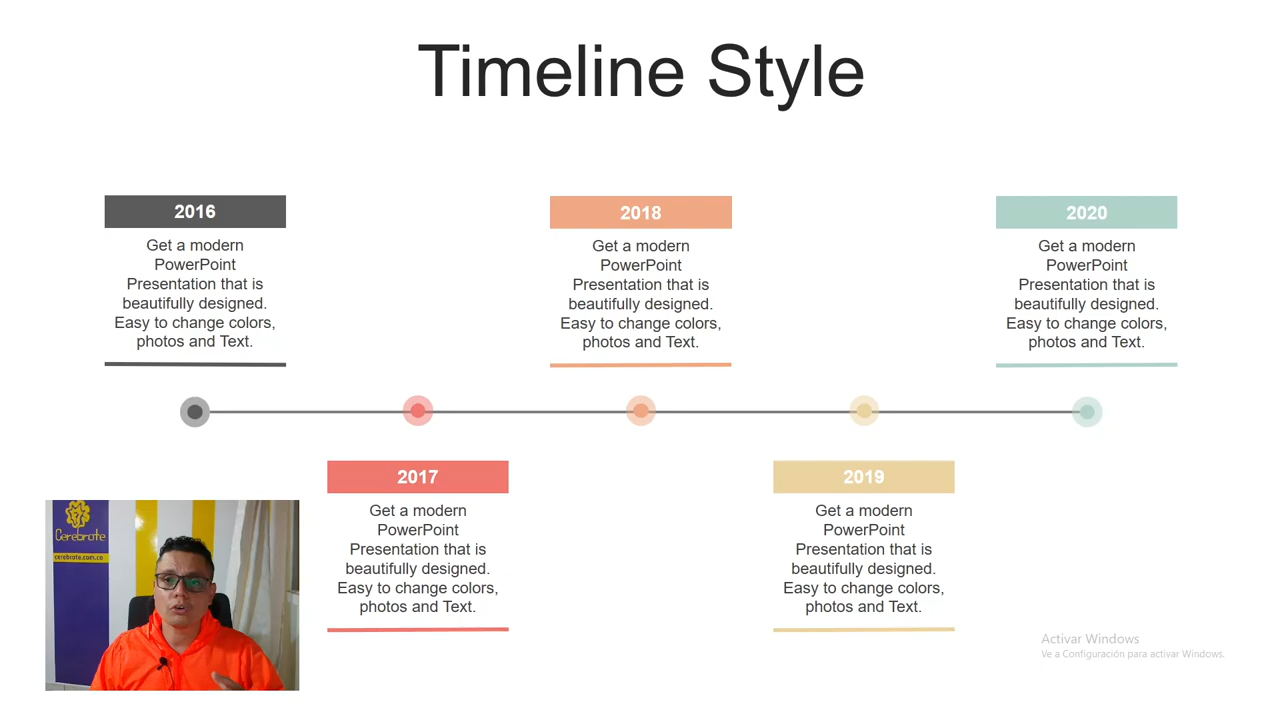 Timeline Style
2016
Get a modern
PowerPoint
Presentation that is
beautifully designed.
Easy to change colors,
photos and Text.
2018
Get a modern
PowerPoint
Presentation that is
beautifully designed.
Easy to change colors,
photos and Text.
2020
Get a modern
PowerPoint
Presentation that is
beautifully designed.
Easy to change colors,
photos and Text.
2017
Get a modern
PowerPoint
Presentation that is
beautifully designed.
Easy to change colors,
photos and Text.
2019
Get a modern
PowerPoint
Presentation that is
beautifully designed.
Easy to change colors,
photos and Text.
Cerebrote
cerebrote.com.co
Activar Windows
Ve a Configuración para activar Windows.